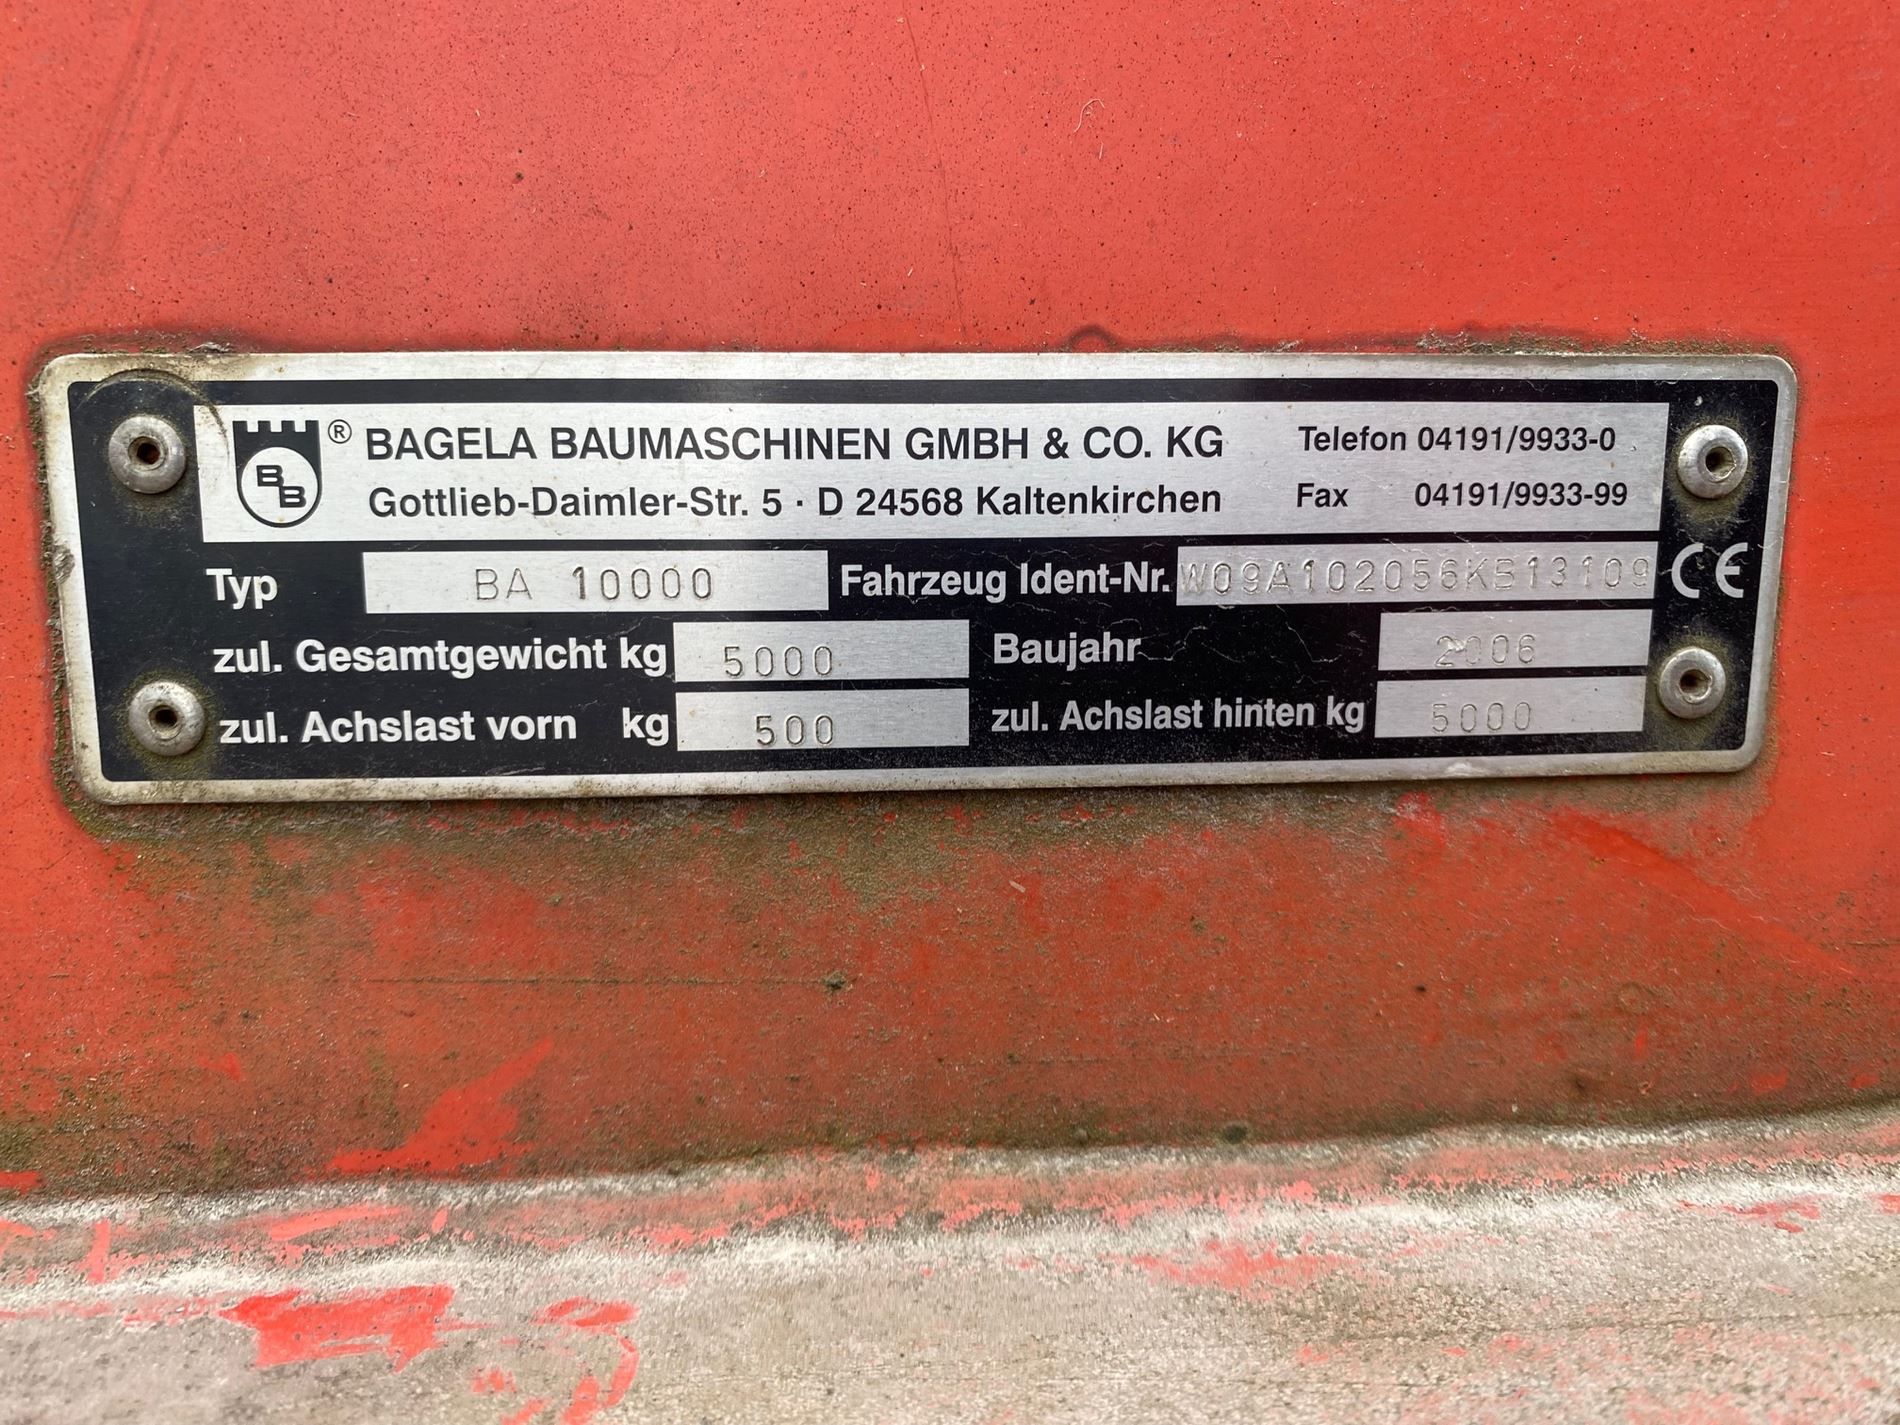 BB ® BAGELA BAUMASCHINEN GMBH & CO. KG Telefon 04191/9933-0
Gottlieb-Daimler-Str. 5 · D 24568 Kaltenkirchen Fax 04191/9933-99
Typ BA 10000 Fahrzeug Ident-Nr. W09A102056KB13109 CE
zul. Gesamtgewicht kg 5000 Baujahr 2006
zul. Achslast vorn kg 500 zul. Achslast hinten kg 5000